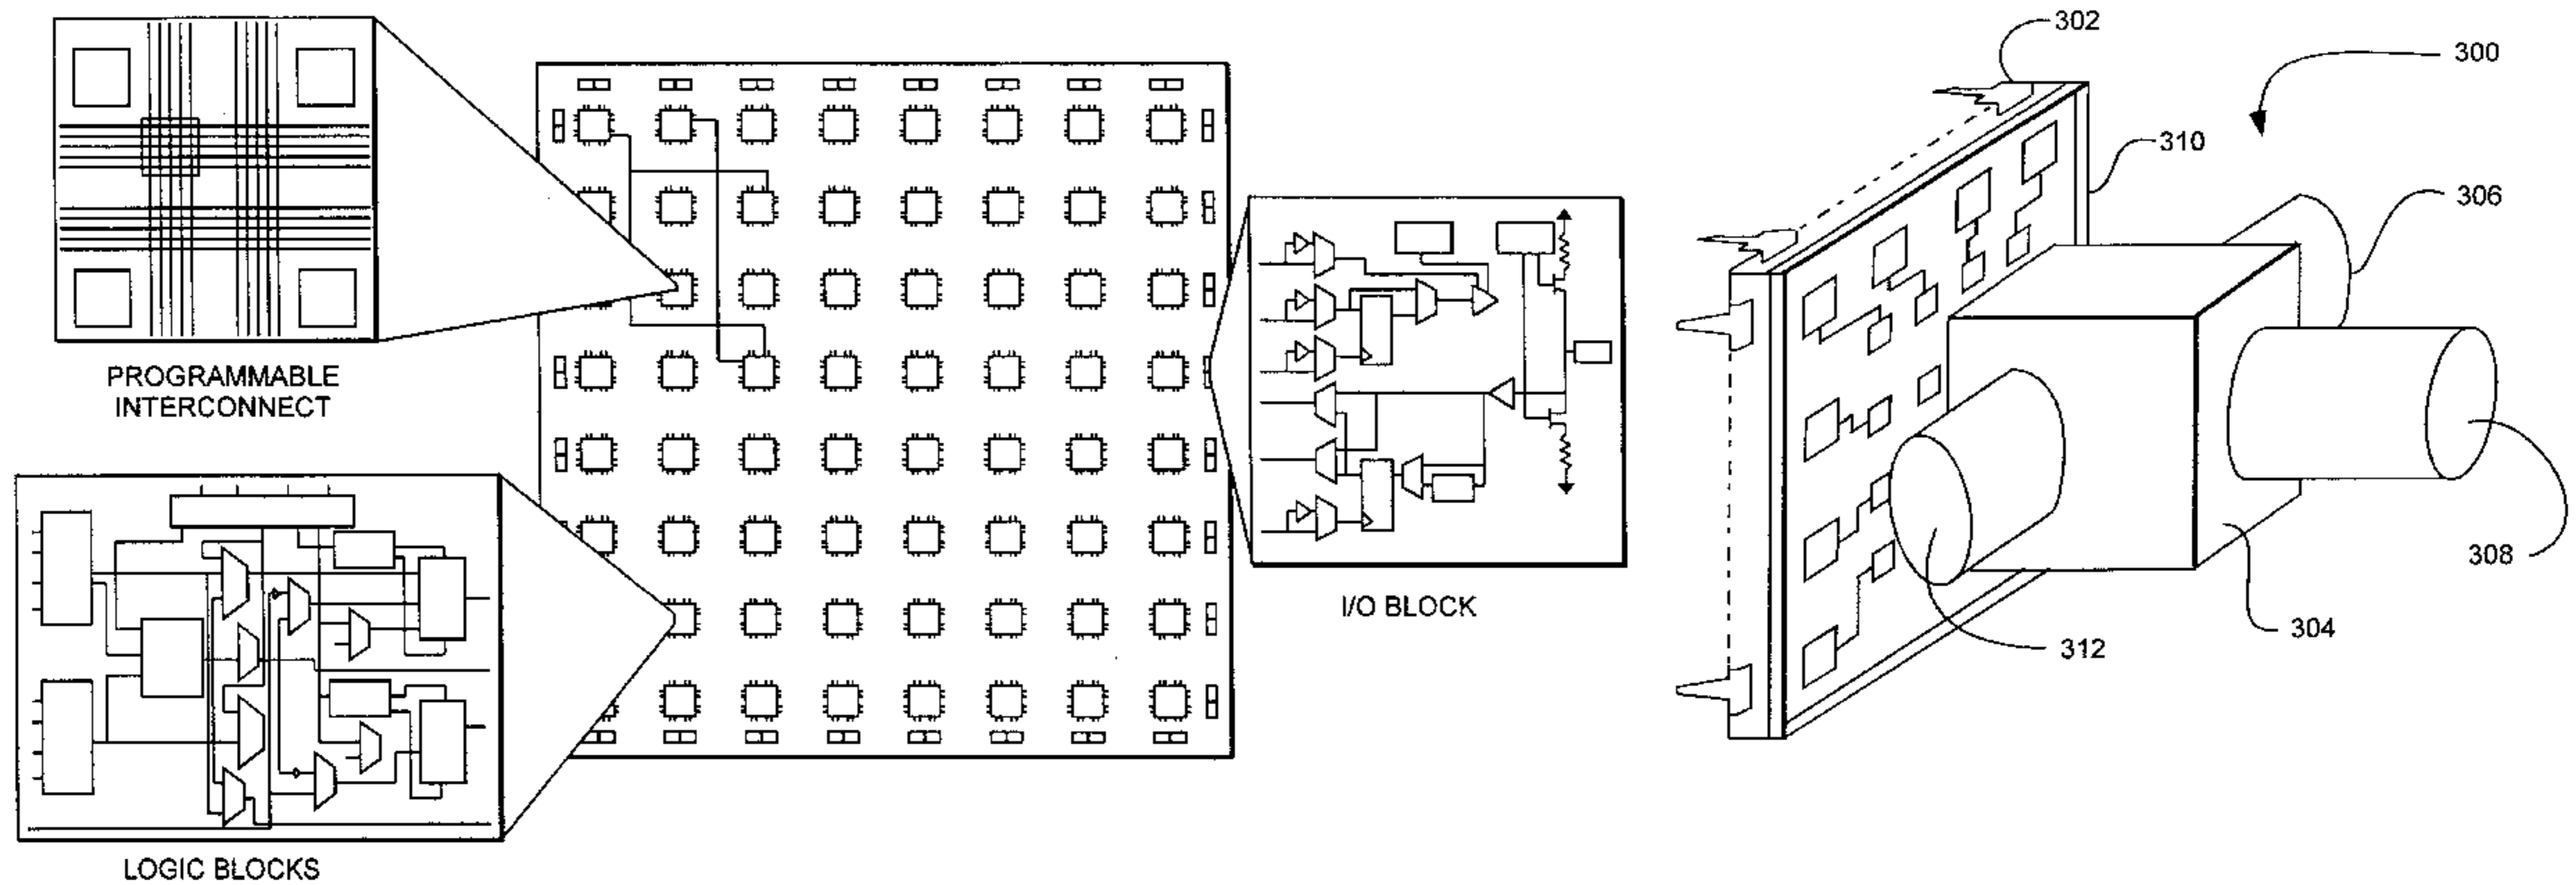 PROGRAMMABLE
INTERCONNECT
LOGIC BLOCKS
I/O BLOCK
302
300
310
306
308
304
312